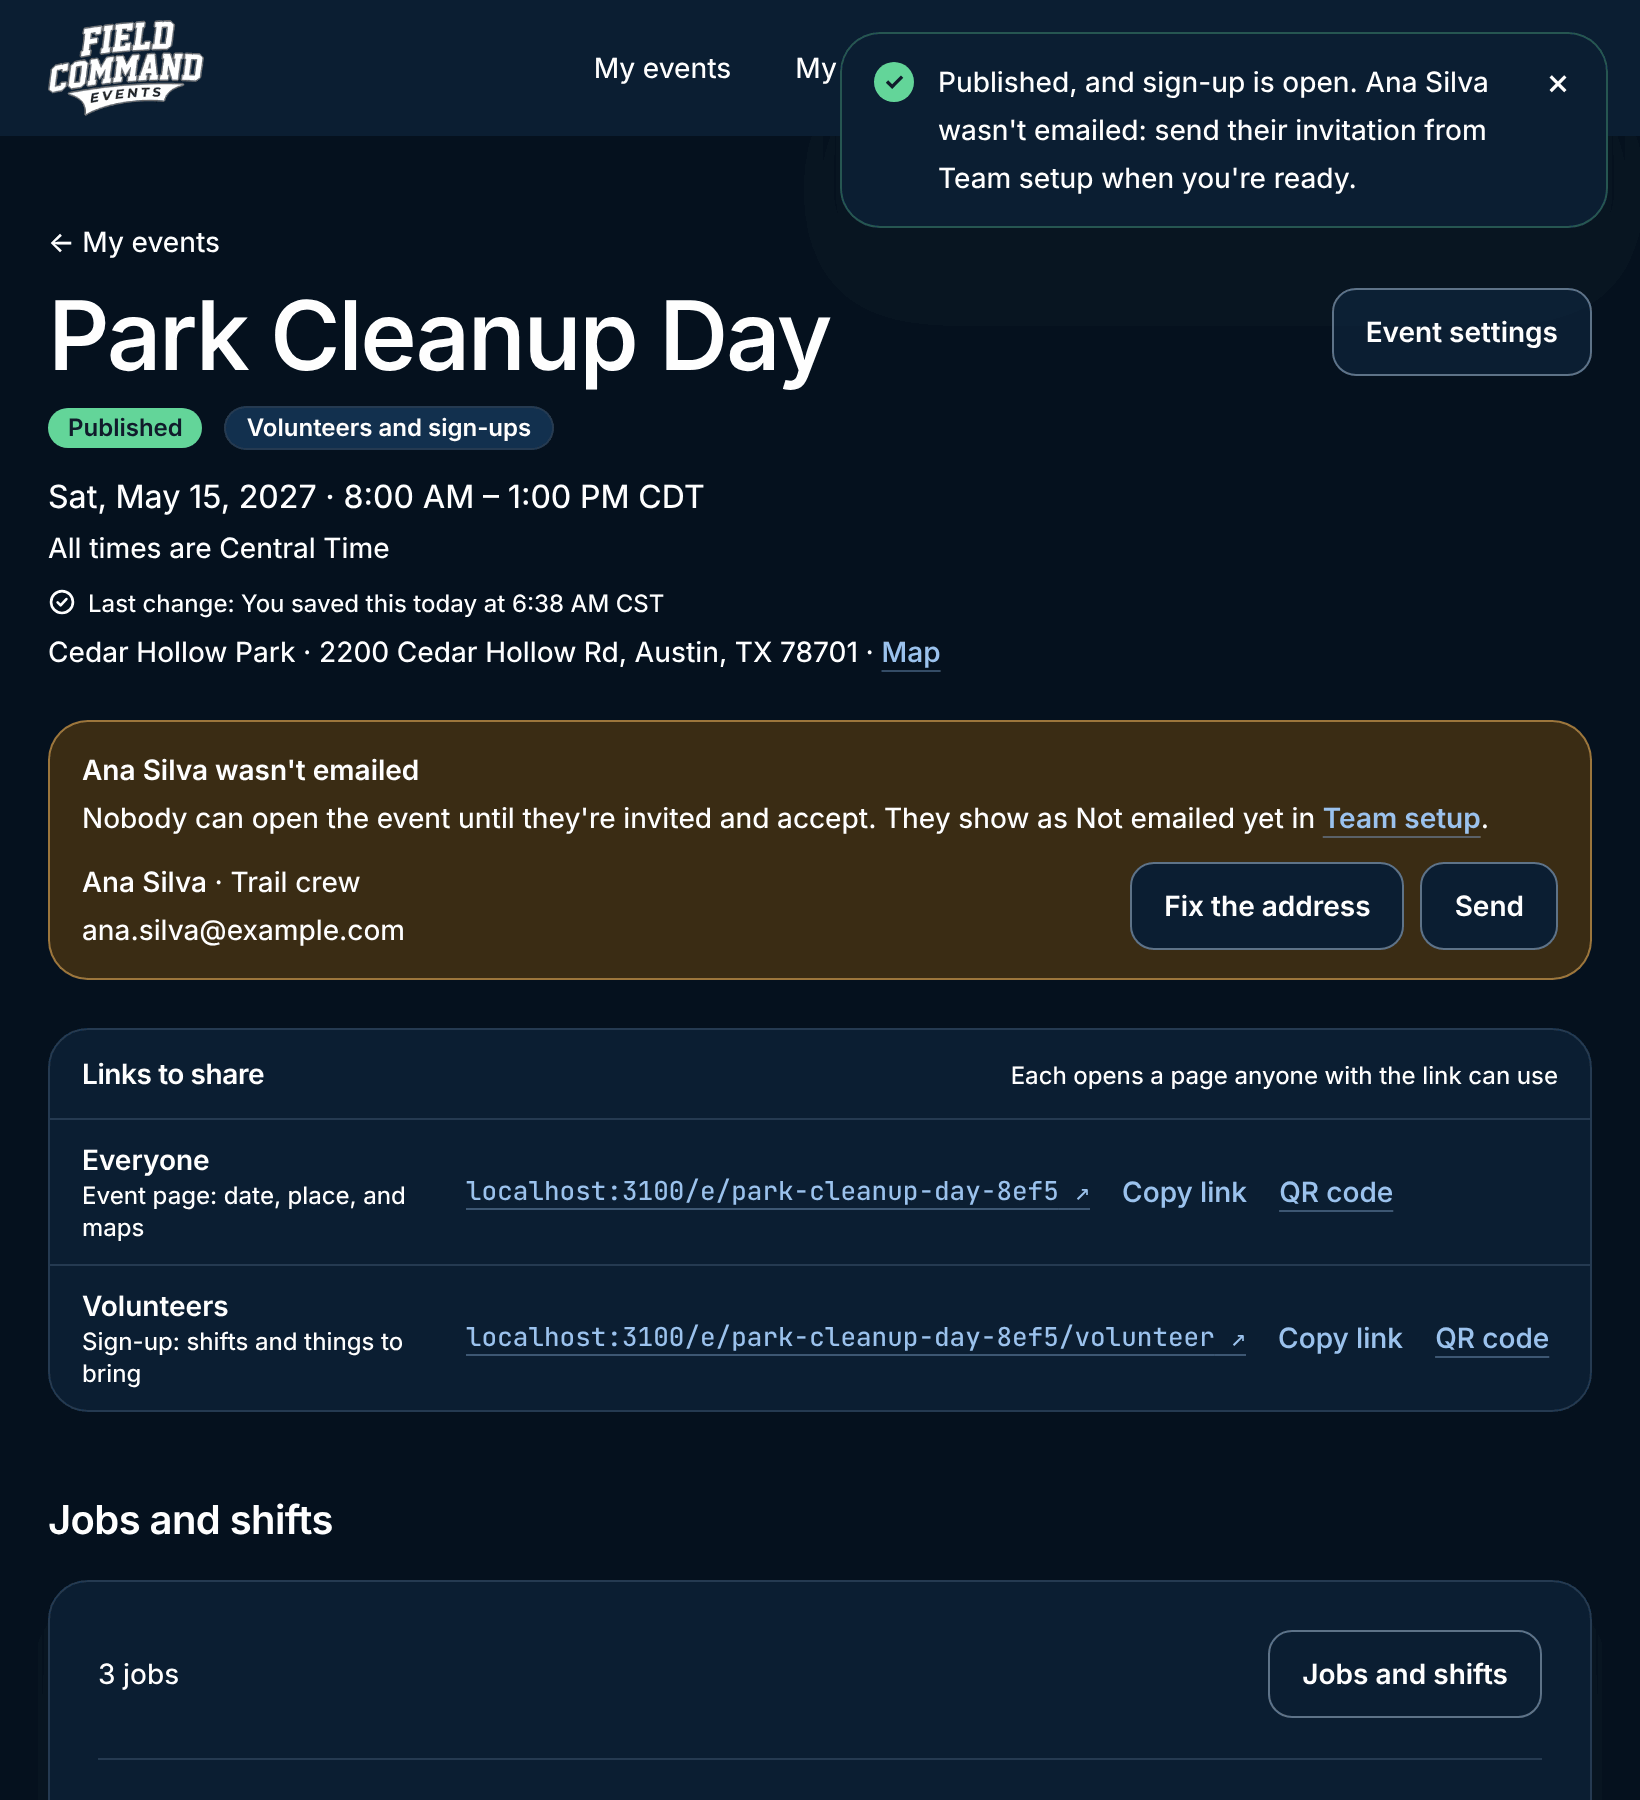 FIELD
COMMAND
EVENTS
My events
My
Published, and sign-up is open. Ana Silva
wasn't emailed: send their invitation from
Team setup when you're ready.
← My events
Park Cleanup Day
Event settings
Published
Volunteers and sign-ups
Sat, May 15, 2027 · 8:00 AM – 1:00 PM CDT
All times are Central Time
Last change: You saved this today at 6:38 AM CST
Cedar Hollow Park · 2200 Cedar Hollow Rd, Austin, TX 78701 · Map
Ana Silva wasn't emailed
Nobody can open the event until they're invited and accept. They show as Not emailed yet in Team setup.
Ana Silva · Trail crew
ana.silva@example.com
Fix the address
Send
Links to share
Each opens a page anyone with the link can use
Everyone
Event page: date, place, and
maps
localhost:3100/e/park-cleanup-day-8ef5 ↗
Copy link
QR code
Volunteers
Sign-up: shifts and things to
bring
localhost:3100/e/park-cleanup-day-8ef5/volunteer ↗
Copy link
QR code
Jobs and shifts
3 jobs
Jobs and shifts